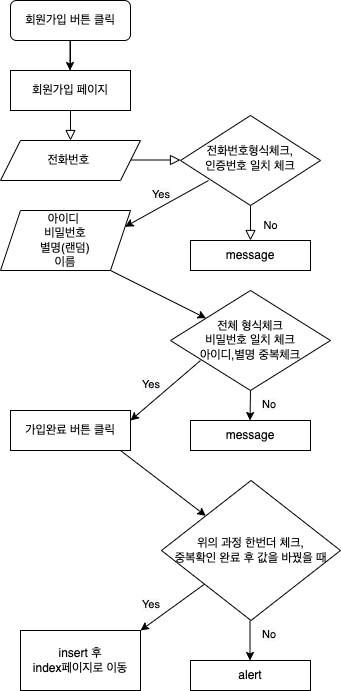 회원가입 버튼 클릭
회원가입 페이지
전화번호
전화번호형식체크,
인증번호 일치 체크
Yes
No
아이디
비밀번호
별명(랜덤)
이름
message
전체 형식체크
비밀번호 일치 체크
아이디,별명 중복체크
Yes
No
가입완료 버튼 클릭
message
위의 과정 한번더 체크,
중복확인 완료 후 값을 바꿨을 때
Yes
No
insert 후
index페이지로 이동
alert